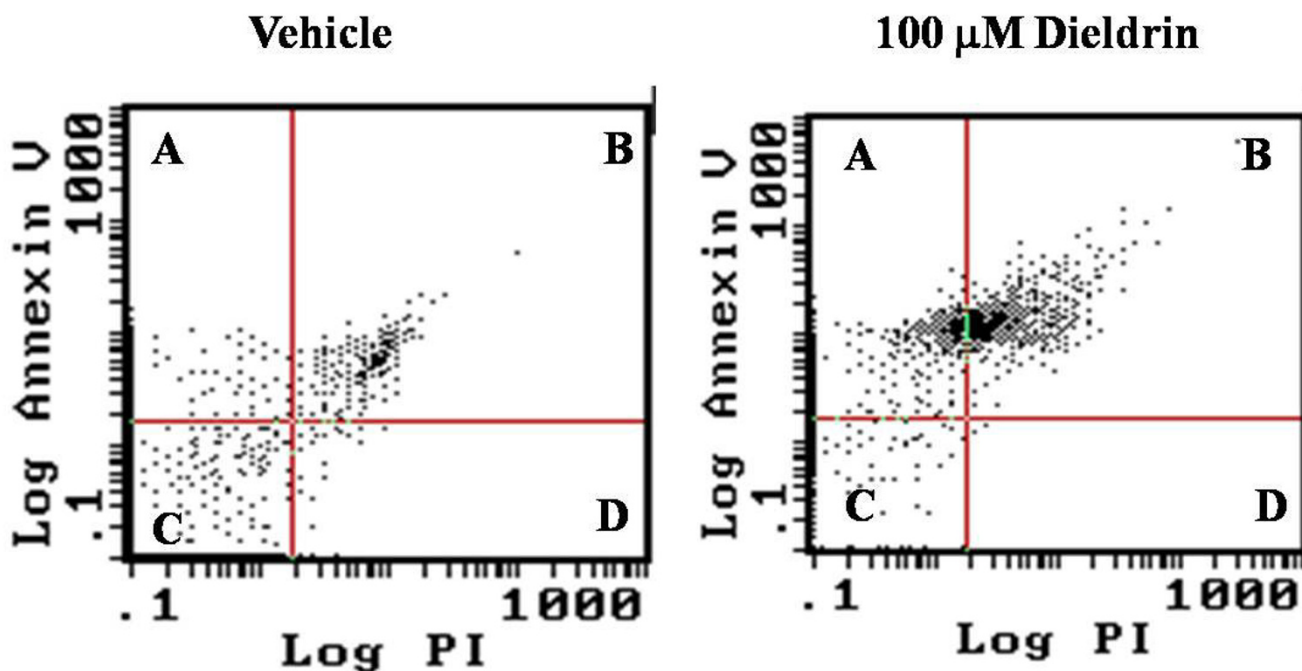 Vehicle
100 μM Dieldrin
A
B
C
D
Log Annexin V
.1
1000
.1
1000
Log PI
A
B
C
D
Log Annexin V
.1
1000
.1
1000
Log PI